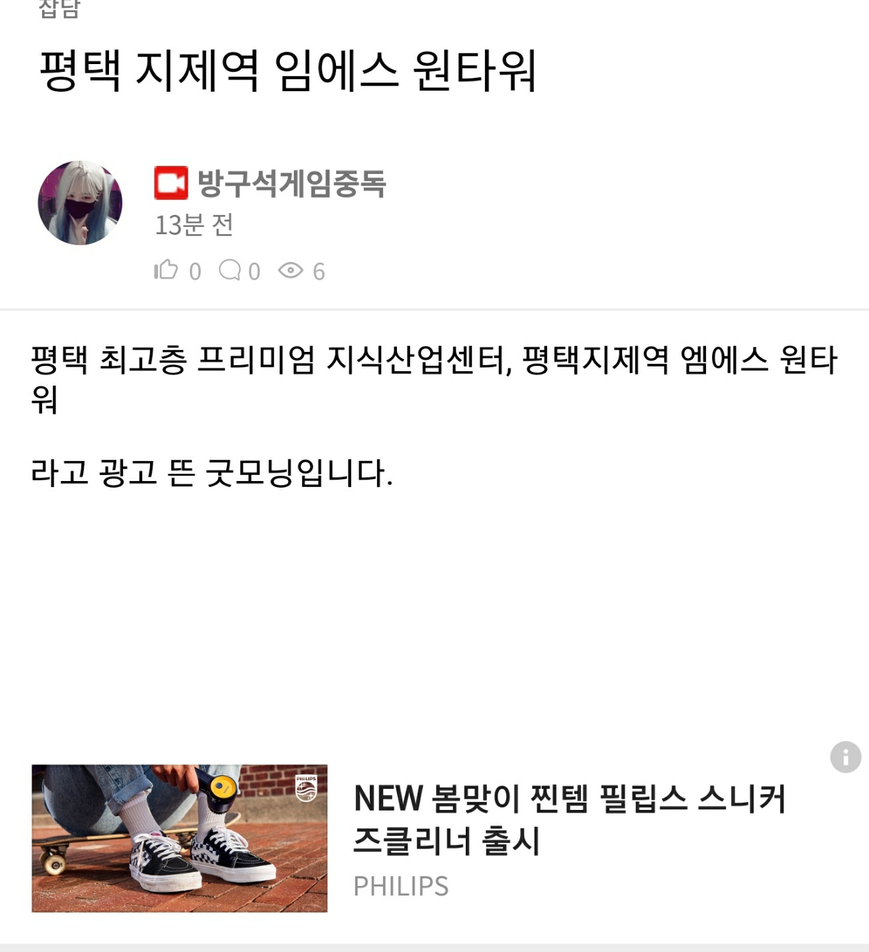 잡담
평택 지제역 임에스 원타워
방구석게임중독
13분 전
0 0 6
평택 최고층 프리미엄 지식산업센터, 평택지제역 엠에스 원타
워
라고 광고 뜬 굿모닝입니다.
PHILIPS
NEW 봄맞이 찐템 필립스 스니커
즈클리너 출시
PHILIPS